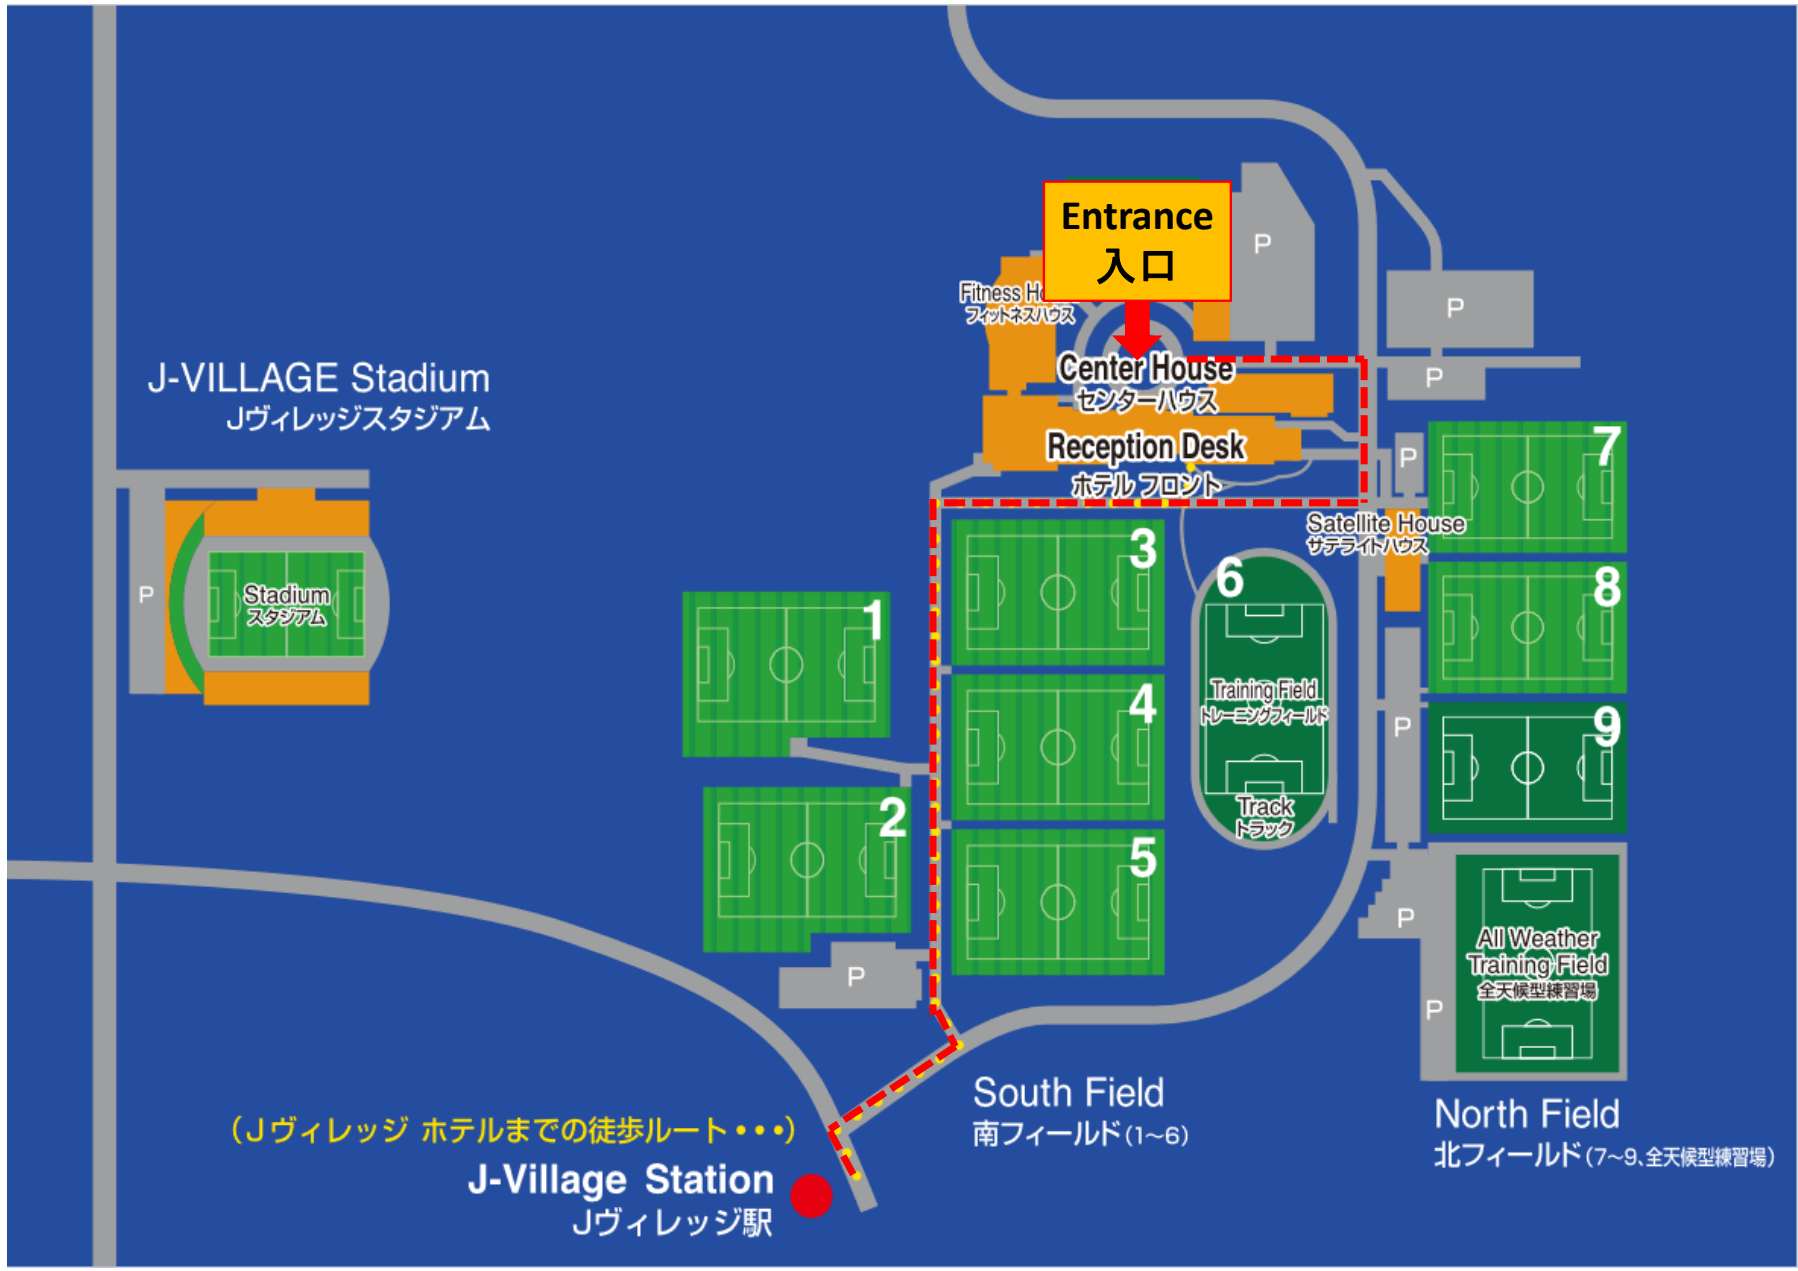 Entrance
入口
P
P
P
Fitness Ho
フィットネスハウス
Center House
センターハウス
Reception Desk
ホテル フロント
J-VILLAGE Stadium
Jヴィレッジスタジアム
P
7
Satellite House
サテライトハウス
3
6
8
P
Stadium
スタジアム
1
Training Field
トレーニングフィールド
4
P
9
Track
トラック
2
5
P
P
All Weather
Training Field
全天候型練習場
P
South Field
南フィールド(1~6)
North Field
北フィールド(7~9、全天候型練習場)
(Jヴィレッジ ホテルまでの徒歩ルート•••)
J-Village Station
Jヴィレッジ駅